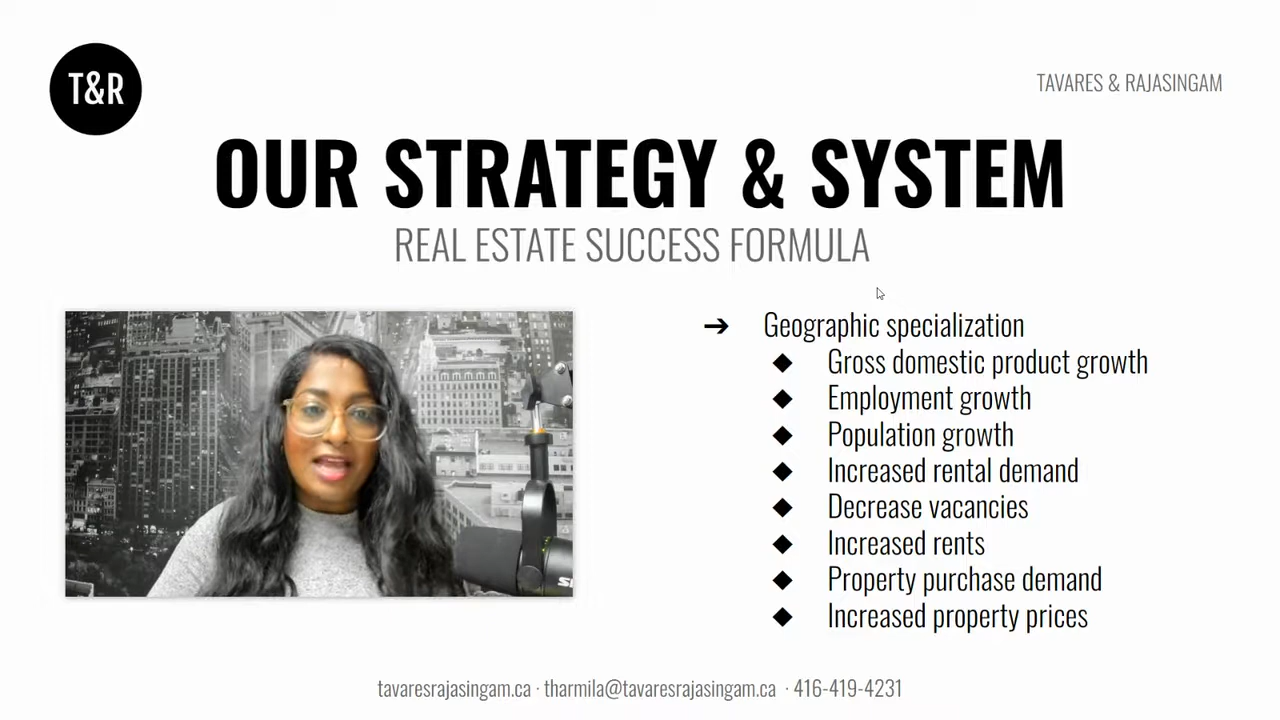 T&R
TAVARES & RAJASINGAM
OUR STRATEGY & SYSTEM
REAL ESTATE SUCCESS FORMULA
➔ Geographic specialization
◆ Gross domestic product growth
◆ Employment growth
◆ Population growth
◆ Increased rental demand
◆ Decrease vacancies
◆ Increased rents
◆ Property purchase demand
◆ Increased property prices
tavaresrajasingam.ca · tharmila@tavaresrajasingam.ca · 416-419-4231